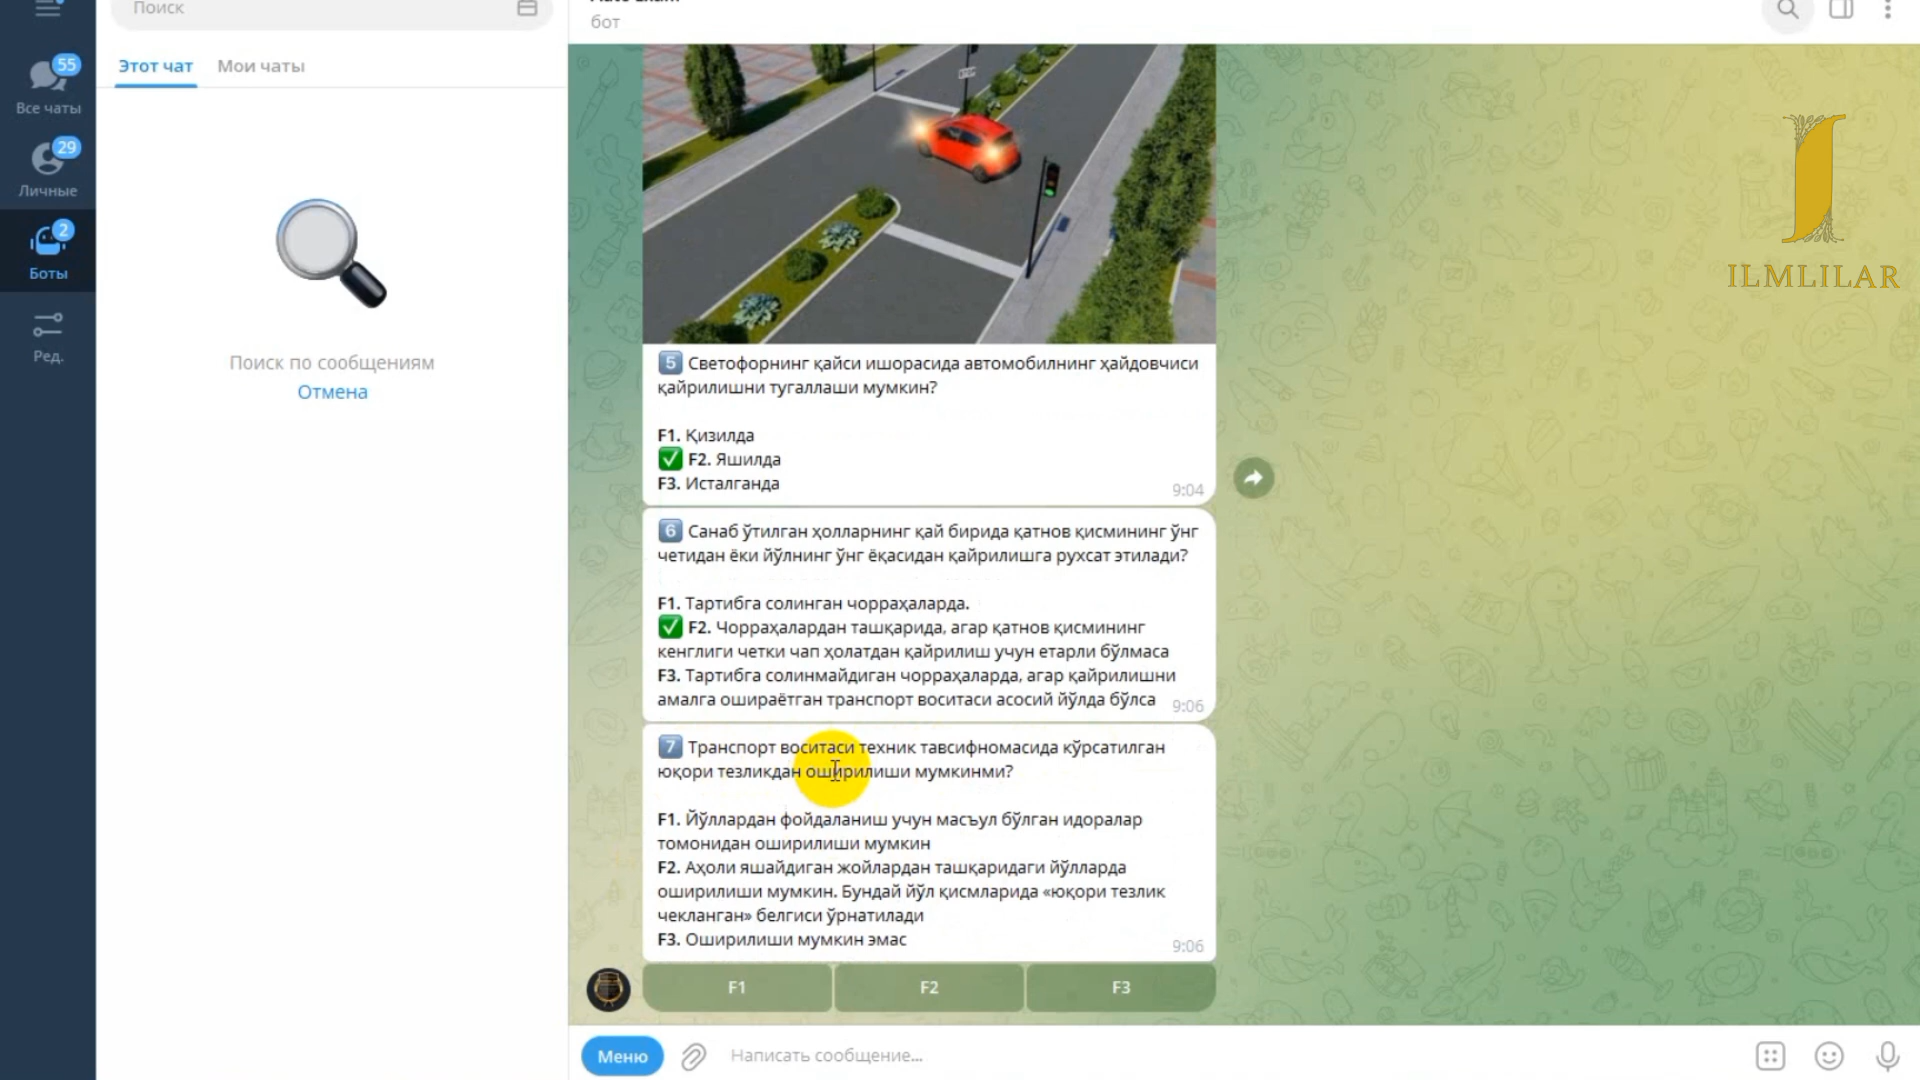 Поиск
бот
Этот чат
Мои чаты
55
Все чаты
29
Личные
2
Боты
Ред.
Поиск по сообщениям
Отмена
ILMLILAR
5 Светофорнинг қайси ишорасида автомобилнинг ҳайдовчиси
қайрилишни тугаллаши мумкин?
F1. Қизилда
✅ F2. Яшилда
F3. Исталганда
9:04
6 Санаб ўтилган ҳолларнинг қай бирида қатнов қисмининг ўнг
четидан ёки йўлнинг ўнг ёқасидан қайрилишга рухсат этилади?
F1. Тартибга солинган чорраҳаларда.
✅ F2. Чорраҳалардан ташқарида, агар қатнов қисмининг
кенглиги четки чап ҳолатдан қайрилиш учун етарли бўлмаса
F3. Тартибга солинмайдиган чорраҳаларда, агар қайрилишни
амалга ошираётган транспорт воситаси асосий йўлда бўлса
9:06
7 Транспорт воситаси техник тавсифномасида кўрсатилган
юқори тезликдан оширилиши мумкинми?
F1. Йўллардан фойдаланиш учун масъул бўлган идоралар
томонидан оширилиши мумкин
F2. Аҳоли яшайдиган жойлардан ташқаридаги йўлларда
оширилиши мумкин. Бундай йўл қисмларида «юқори тезлик
чекланган» белгиси ўрнатилади
F3. Оширилиши мумкин эмас
9:06
F1
F2
F3
Меню
Написать сообщение...